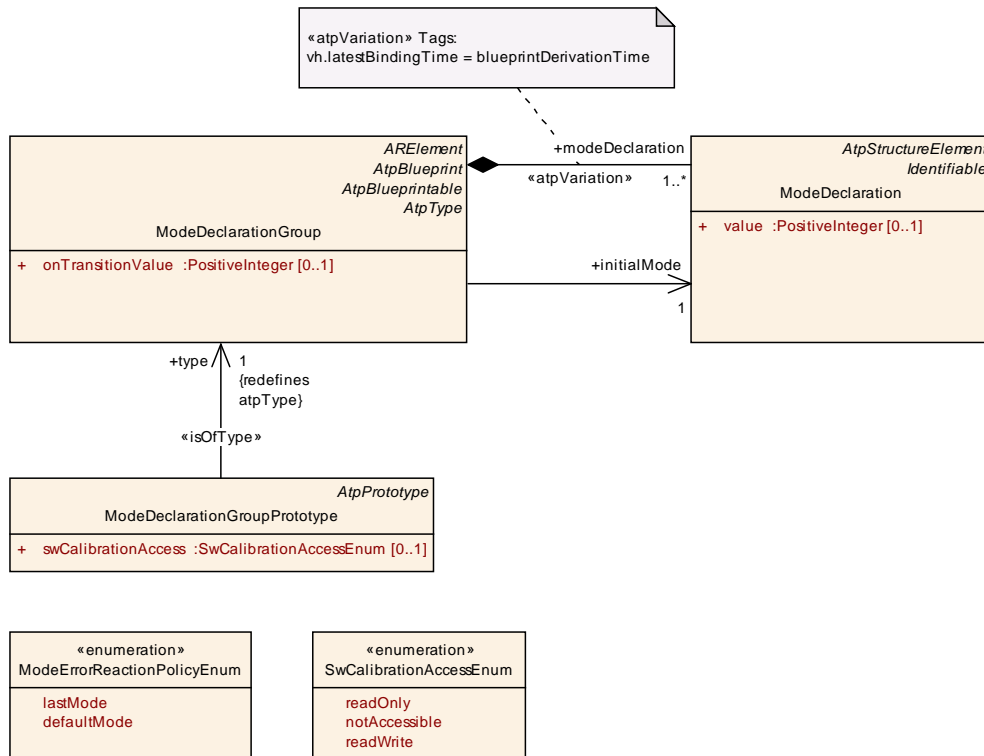 «atpVariation» Tags:
vh.latestBindingTime = blueprintDerivationTime
ARElement
AtpBlueprint
AtpBlueprintable
AtpType
ModeDeclarationGroup
+ onTransitionValue :PositiveInteger [0..1]
+modeDeclaration
«atpVariation» 1..*
AtpStructureElement
Identifiable
ModeDeclaration
+ value :PositiveInteger [0..1]
+initialMode
1
+type 1
{redefines
atpType}
«isOfType»
AtpPrototype
ModeDeclarationGroupPrototype
+ swCalibrationAccess :SwCalibrationAccessEnum [0..1]
«enumeration»
ModeErrorReactionPolicyEnum
lastMode
defaultMode
«enumeration»
SwCalibrationAccessEnum
readOnly
notAccessible
readWrite